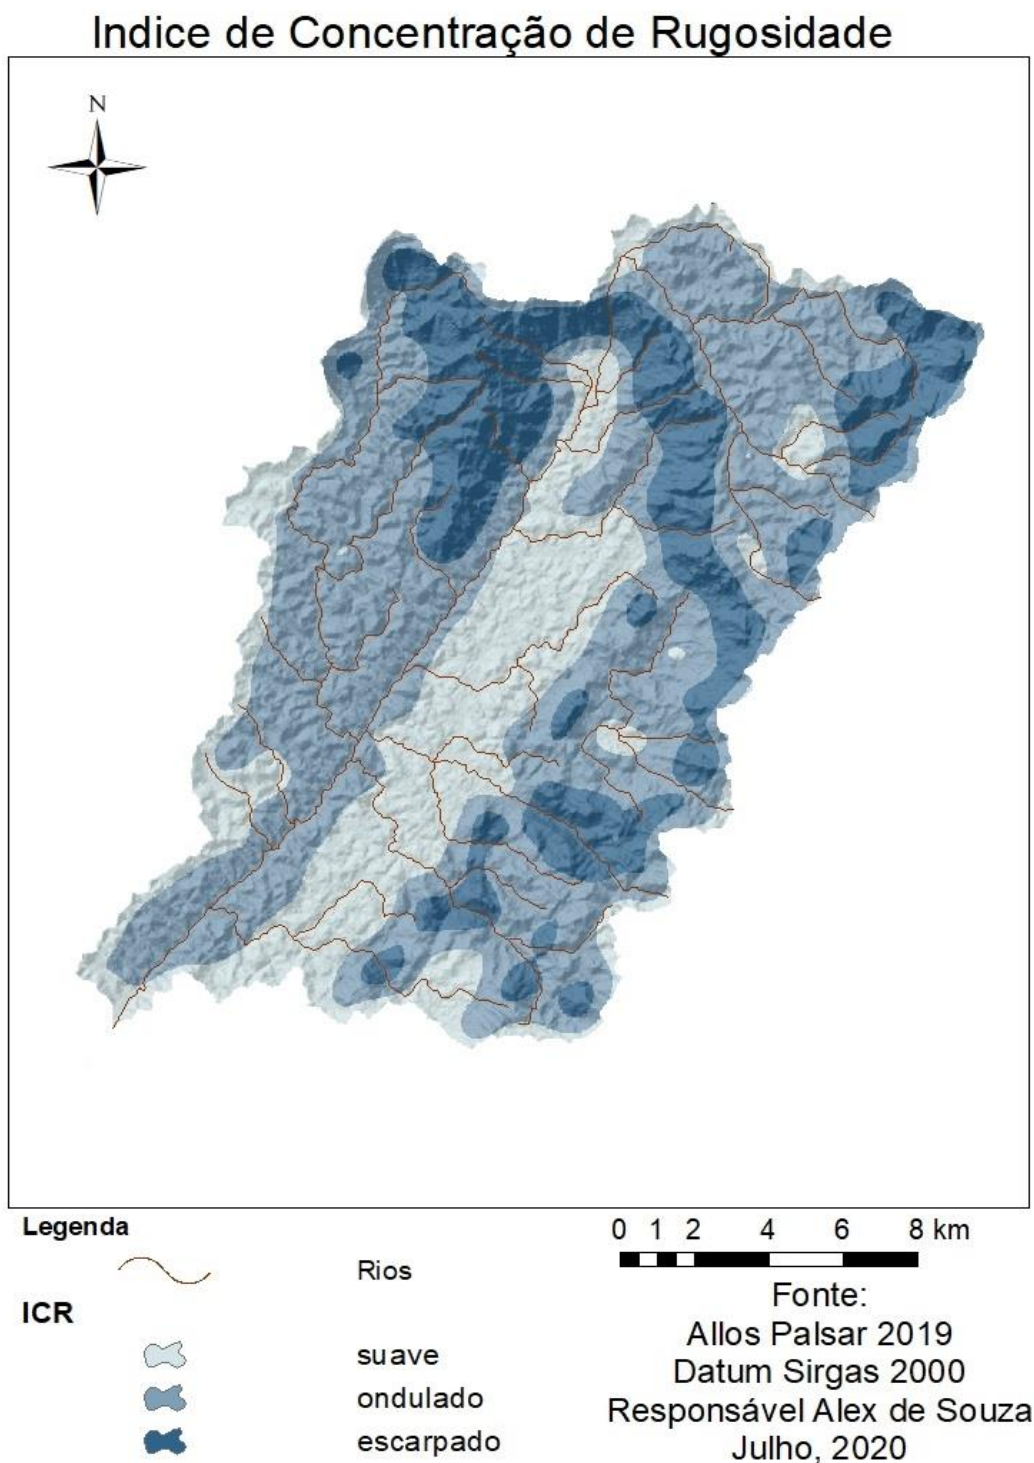 Indice de Concentração de Rugosidade
N
Legenda
Rios
ICR
suave
ondulado
escarpado
0 1 2 4 6 8 km
Fonte:
Allos Palsar 2019
Datum Sirgas 2000
Responsável Alex de Souza
Julho, 2020